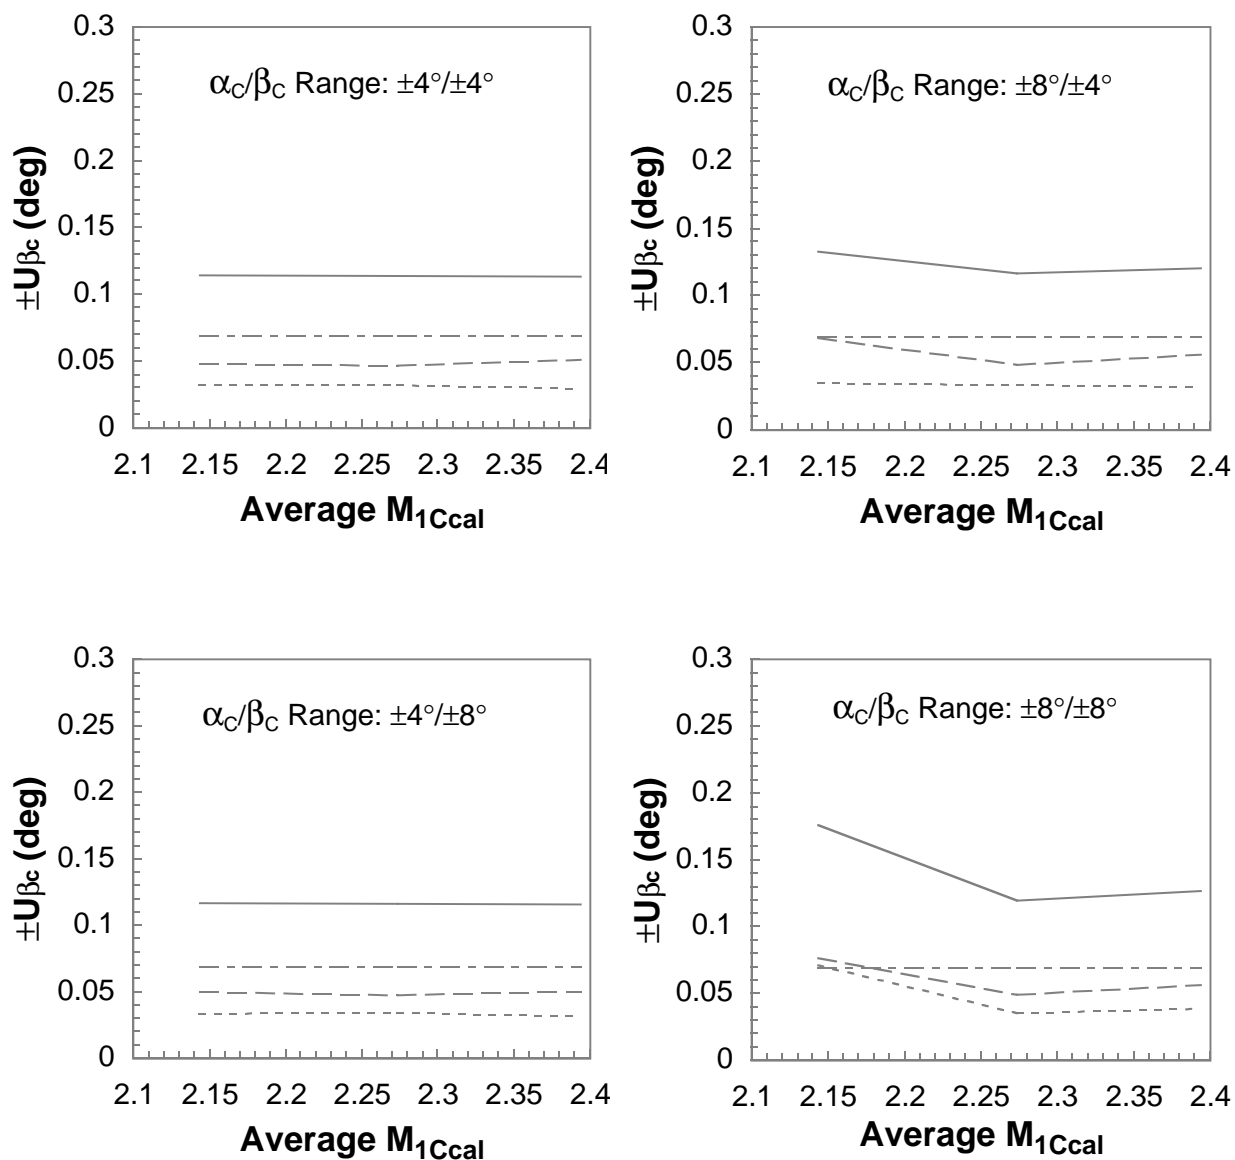 0.3
0.25
0.2
0.15
0.1
0.05
0
±Uβc (deg)
αC/βC Range: ±4°/±4°
2.1 2.15 2.2 2.25 2.3 2.35 2.4
Average M1Ccal
0.3
0.25
0.2
0.15
0.1
0.05
0
±Uβc (deg)
αC/βC Range: ±8°/±4°
2.1 2.15 2.2 2.25 2.3 2.35 2.4
Average M1Ccal
0.3
0.25
0.2
0.15
0.1
0.05
0
±Uβc (deg)
αC/βC Range: ±4°/±8°
2.1 2.15 2.2 2.25 2.3 2.35 2.4
Average M1Ccal
0.3
0.25
0.2
0.15
0.1
0.05
0
±Uβc (deg)
αC/βC Range: ±8°/±8°
2.1 2.15 2.2 2.25 2.3 2.35 2.4
Average M1Ccal